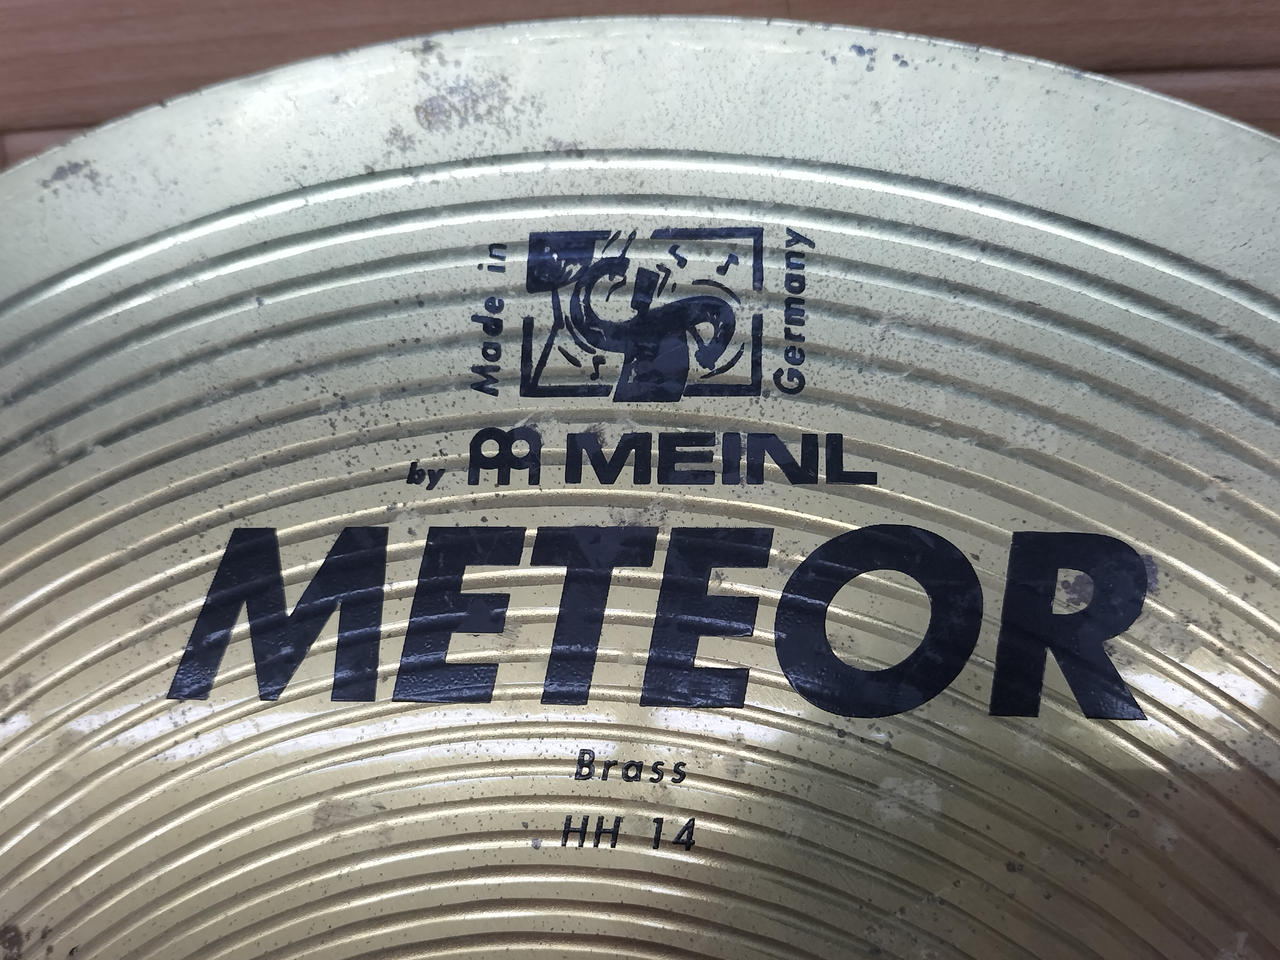 Made in
Germany
by MEINL
METEOR
Brass
HH 14